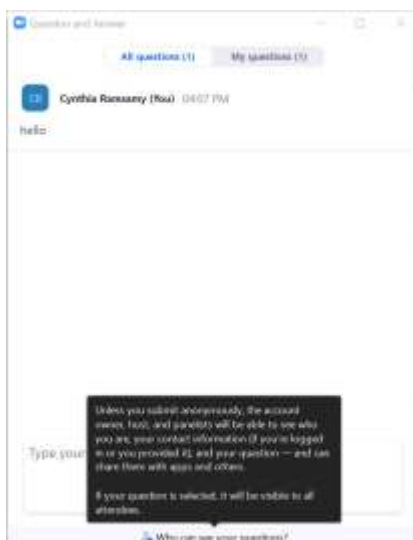 Question and Answer
All questions (1) My questions (1)
CR
Cynthia Ramsamy (You) 04:07 PM
hello
Unless you submit anonymously, the account
owner, host, and panelists will be able to see who
you are, your contact information (if you're logged
in or you provided it), and your question — and can
share them with apps and others.
If your question is selected, it will be visible to all
attendees.
Type your
Who can see your questions?